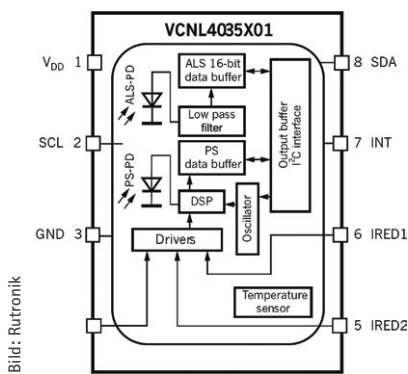 VCNL4035X01
VDD 1
8 SDA
ALS-PD
ALS 16-bit
data buffer
Low pass
filter
SCL 2
7 INT
Output buffer
I²C interface
PS-PD
PS
data buffer
DSP
Oscillator
GND 3
6 IRED1
Drivers
Temperature
sensor
5 IRED2
Bild: Rutronik